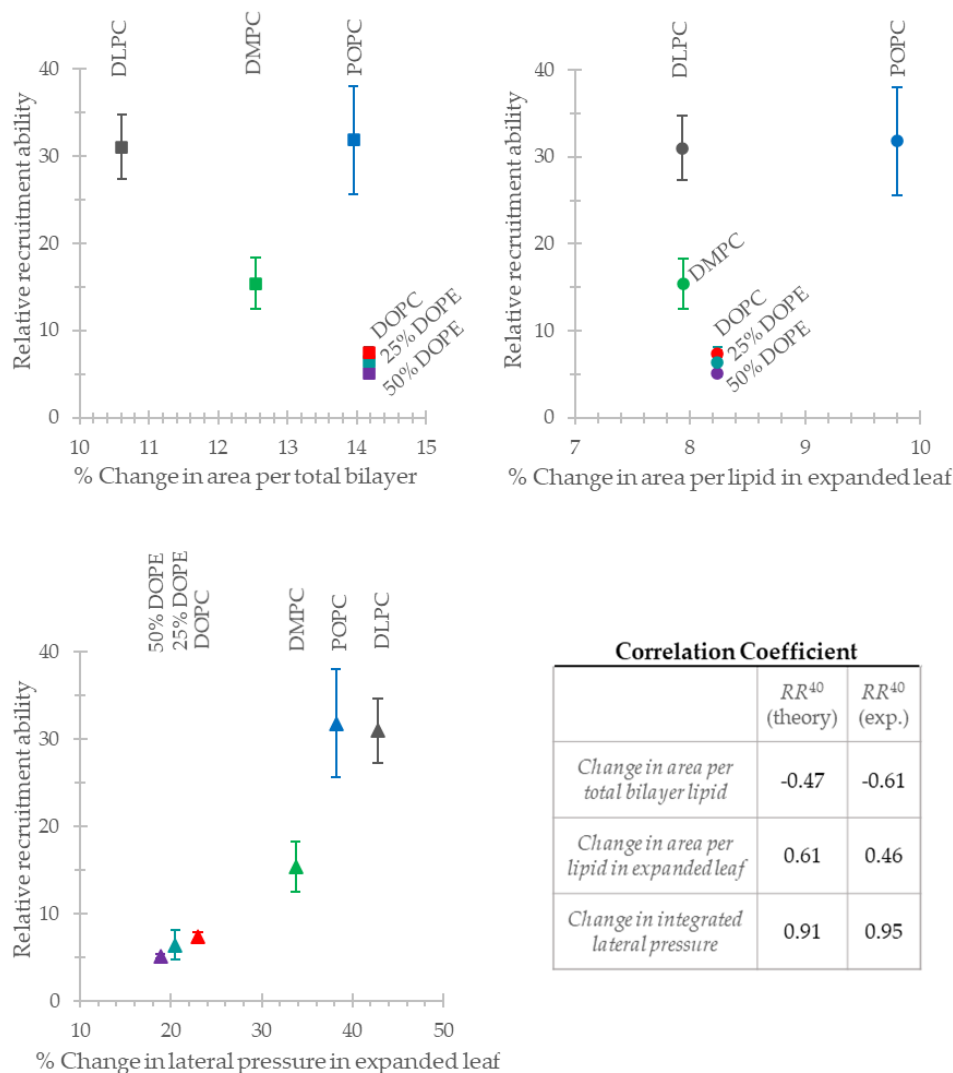 DLPC
DMPC
POPC
40
30
20
10
0
Relative recruitment ability
DOPC
25% DOPE
50% DOPE
10 11 12 13 14 15
% Change in area per total bilayer
DLPC
POPC
40
30
20
10
0
Relative recruitment ability
DMPC
DOPC
25% DOPE
50% DOPE
7 8 9 10
% Change in area per lipid in expanded leaf
50% DOPE
25% DOPE
DOPC
DMPC
POPC
DLPC
40
30
20
10
0
Relative recruitment ability
10 20 30 40 50
% Change in lateral pressure in expanded leaf
Correlation Coefficient
RR⁴⁰ RR⁴⁰
(theory) (exp.)
Change in area per
total bilayer lipid
-0.47 -0.61
Change in area per
lipid in expanded leaf
0.61 0.46
Change in integrated
lateral pressure
0.91 0.95